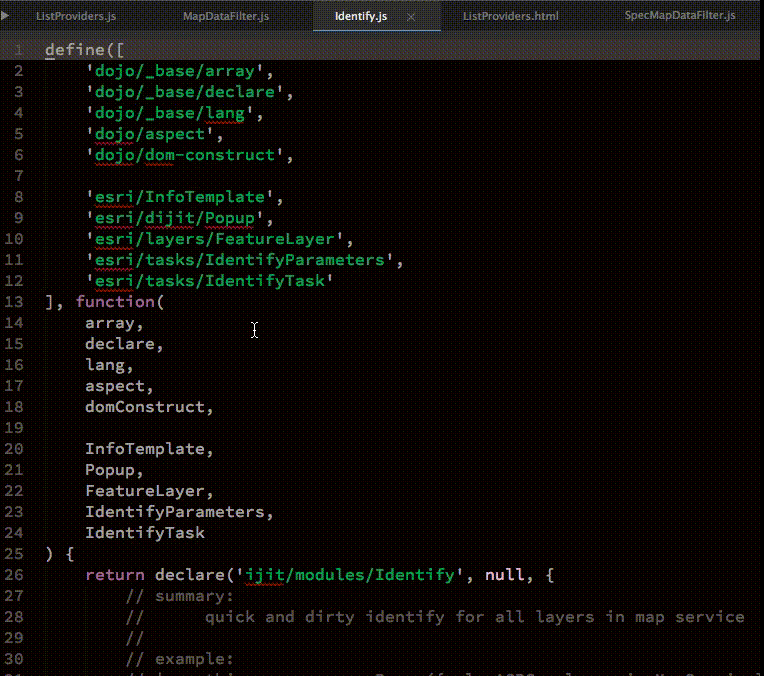 ListProviders.js MapDataFilter.js Identify.js ListProviders.html SpecMapDataFilter.js
1 define([
2 'dojo/_base/array',
3 'dojo/_base/declare',
4 'dojo/_base/lang',
5 'dojo/aspect',
6 'dojo/dom-construct',
7
8 'esri/InfoTemplate',
9 'esri/dijit/Popup',
10 'esri/layers/FeatureLayer',
11 'esri/tasks/IdentifyParameters',
12 'esri/tasks/IdentifyTask'
13 ], function(
14 array,
15 declare,
16 lang,
17 aspect,
18 domConstruct,
19
20 InfoTemplate,
21 Popup,
22 FeatureLayer,
23 IdentifyParameters,
24 IdentifyTask
25 ) {
26 return declare('ijit/modules/Identify', null, {
27 // summary:
28 // quick and dirty identify for all layers in map service
29 //
30 // example: